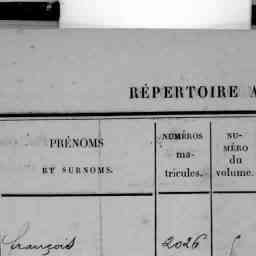 RÉPERTOIRE A
PRÉNOMS
ET SURNOMS.
NUMÉROS
ma-
tricules.
NU-
MÉRO
du
volume.
François
2026